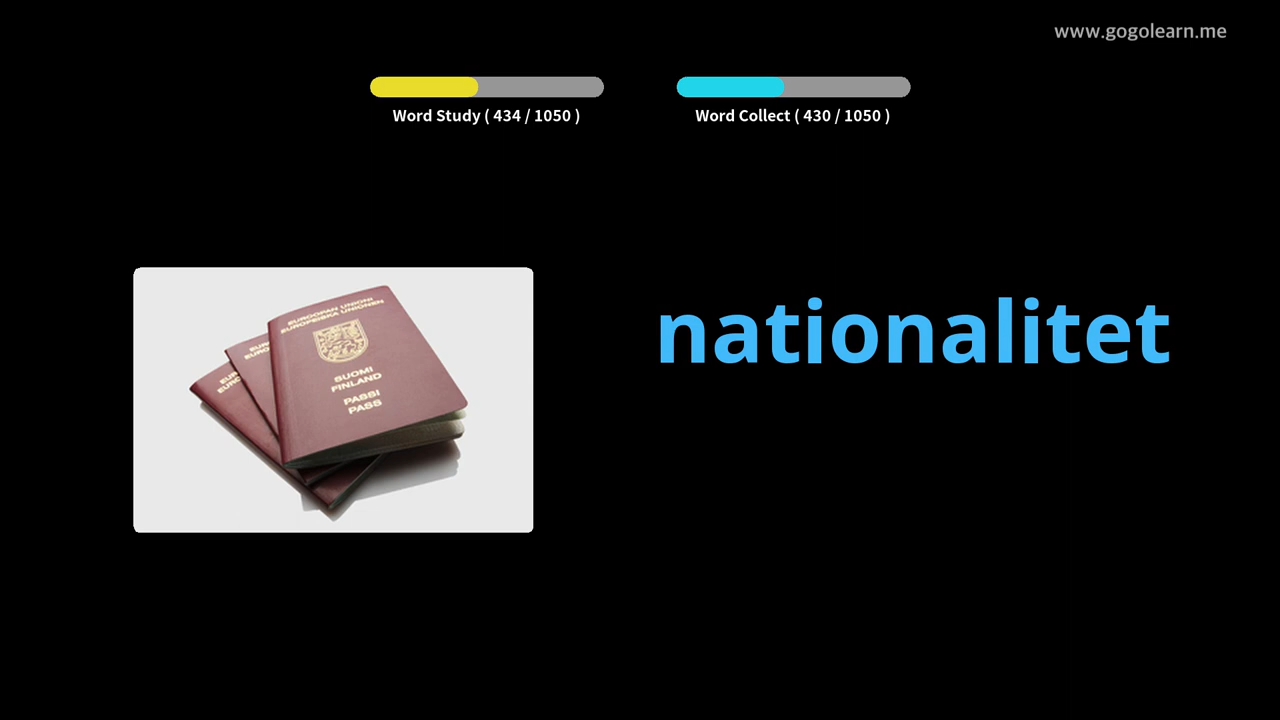 www.gogolearn.me
Word Study ( 434 / 1050 )
Word Collect ( 430 / 1050 )
nationalitet
EUROOPAN UNIONI
EUROPEISKA UNIONEN
SUOMI
FINLAND
PASSI
PASS